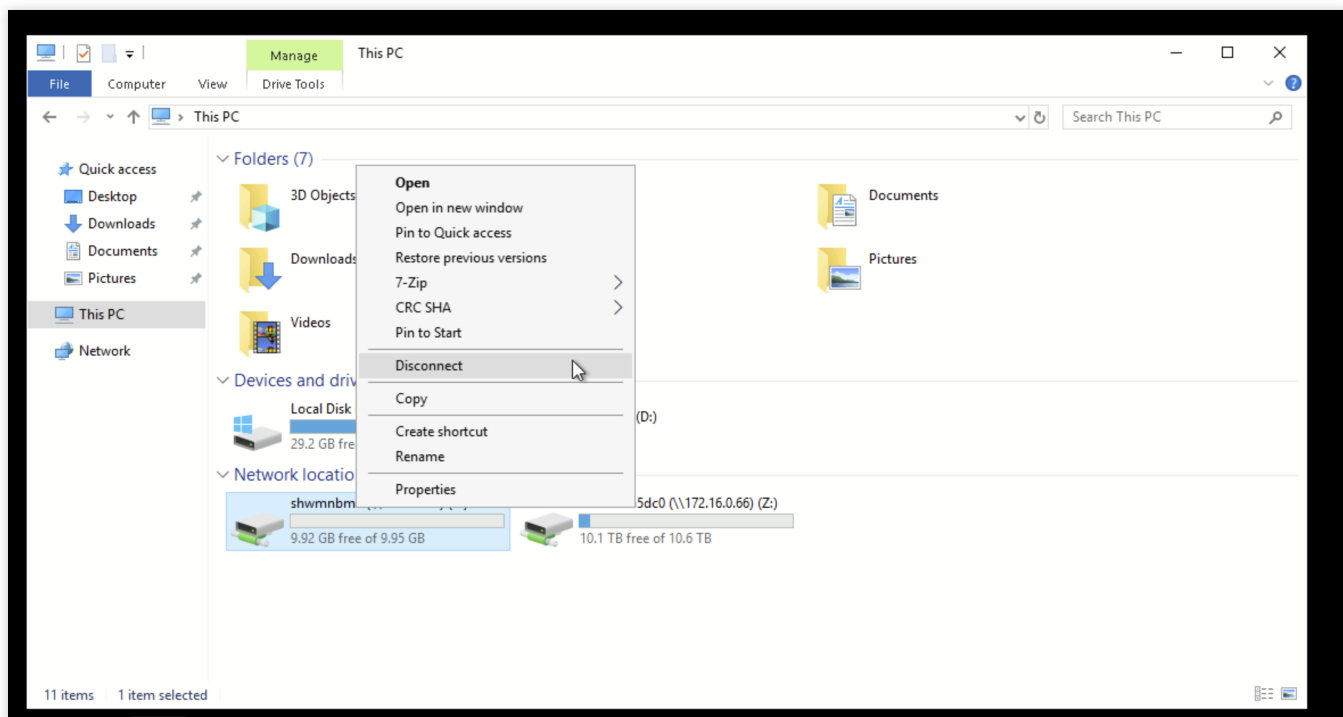 Manage This PC
File Computer View Drive Tools
This PC
Search This PC
Quick access
Desktop
Downloads
Documents
Pictures
This PC
Network
Folders (7)
3D Objects
Documents
Downloads
Pictures
Videos
Devices and driv
Local Disk
29.2 GB fre
(D:)
Network locatio
shwmnbm
9.92 GB free of 9.95 GB
5dc0 (\\172.16.0.66) (Z:)
10.1 TB free of 10.6 TB
Open
Open in new window
Pin to Quick access
Restore previous versions
7-Zip
CRC SHA
Pin to Start
Disconnect
Copy
Create shortcut
Rename
Properties
11 items 1 item selected